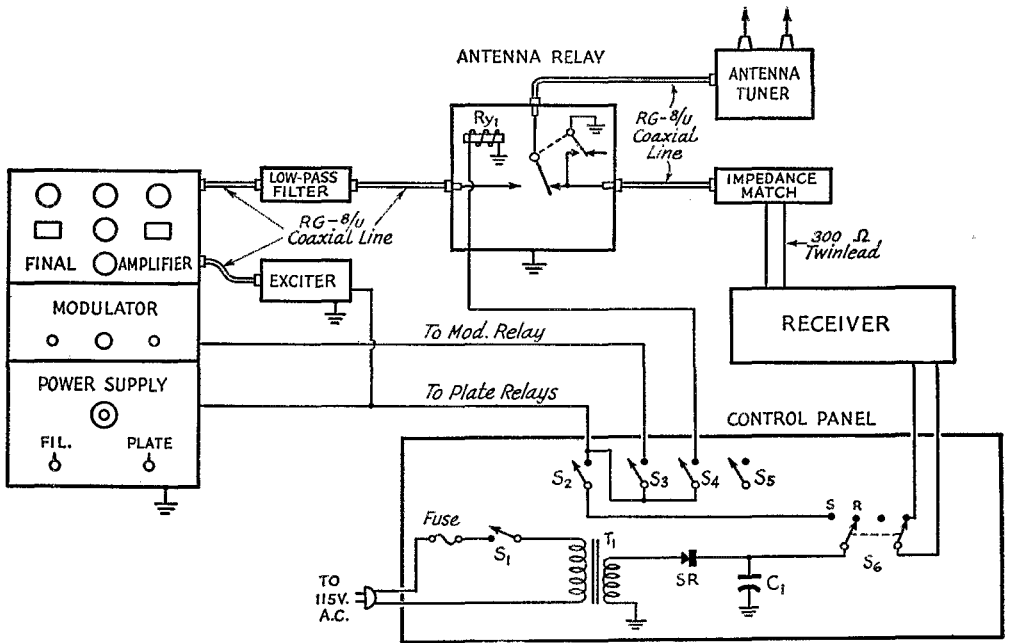 ANTENNA RELAY
ANTENNA
TUNER
Ry1
RG-8/U
Coaxial
Line
LOW-PASS
FILTER
IMPEDANCE
MATCH
RG-8/U
Coaxial Line
300 Ω
Twinlead
FINAL
AMPLIFIER
EXCITER
MODULATOR
RECEIVER
To Mod. Relay
POWER SUPPLY
To Plate Relays
CONTROL PANEL
FIL.
PLATE
S2
S3
S4
S5
S
R
Fuse
S1
T1
S6
SR
C1
TO
115V.
A.C.